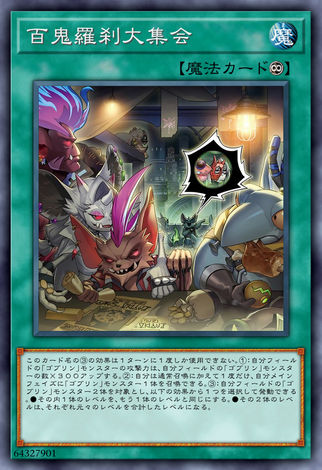 百鬼羅刹大集会
魔
【魔法カード】
このカード名の③の効果は1ターンに1度しか使用できない。①:自分フィール
ドの「ゴブリン」モンスターの攻撃力は、自分フィールドの「ゴブリン」モンスタ
ーの数×300アップする。②:自分は通常召喚に加えて1度だけ、自分メイン
フェイズに「ゴブリン」モンスター1体を召喚できる。③:自分フィールドの「ゴ
ブリン」モンスター2体を対象とし、以下の効果から1つを選択して発動できる
。●その内1体のレベルを、もう1体のレベルと同じにする。●その2体のレベ
ルは、それぞれ元々のレベルを合計したレベルになる。
64327901